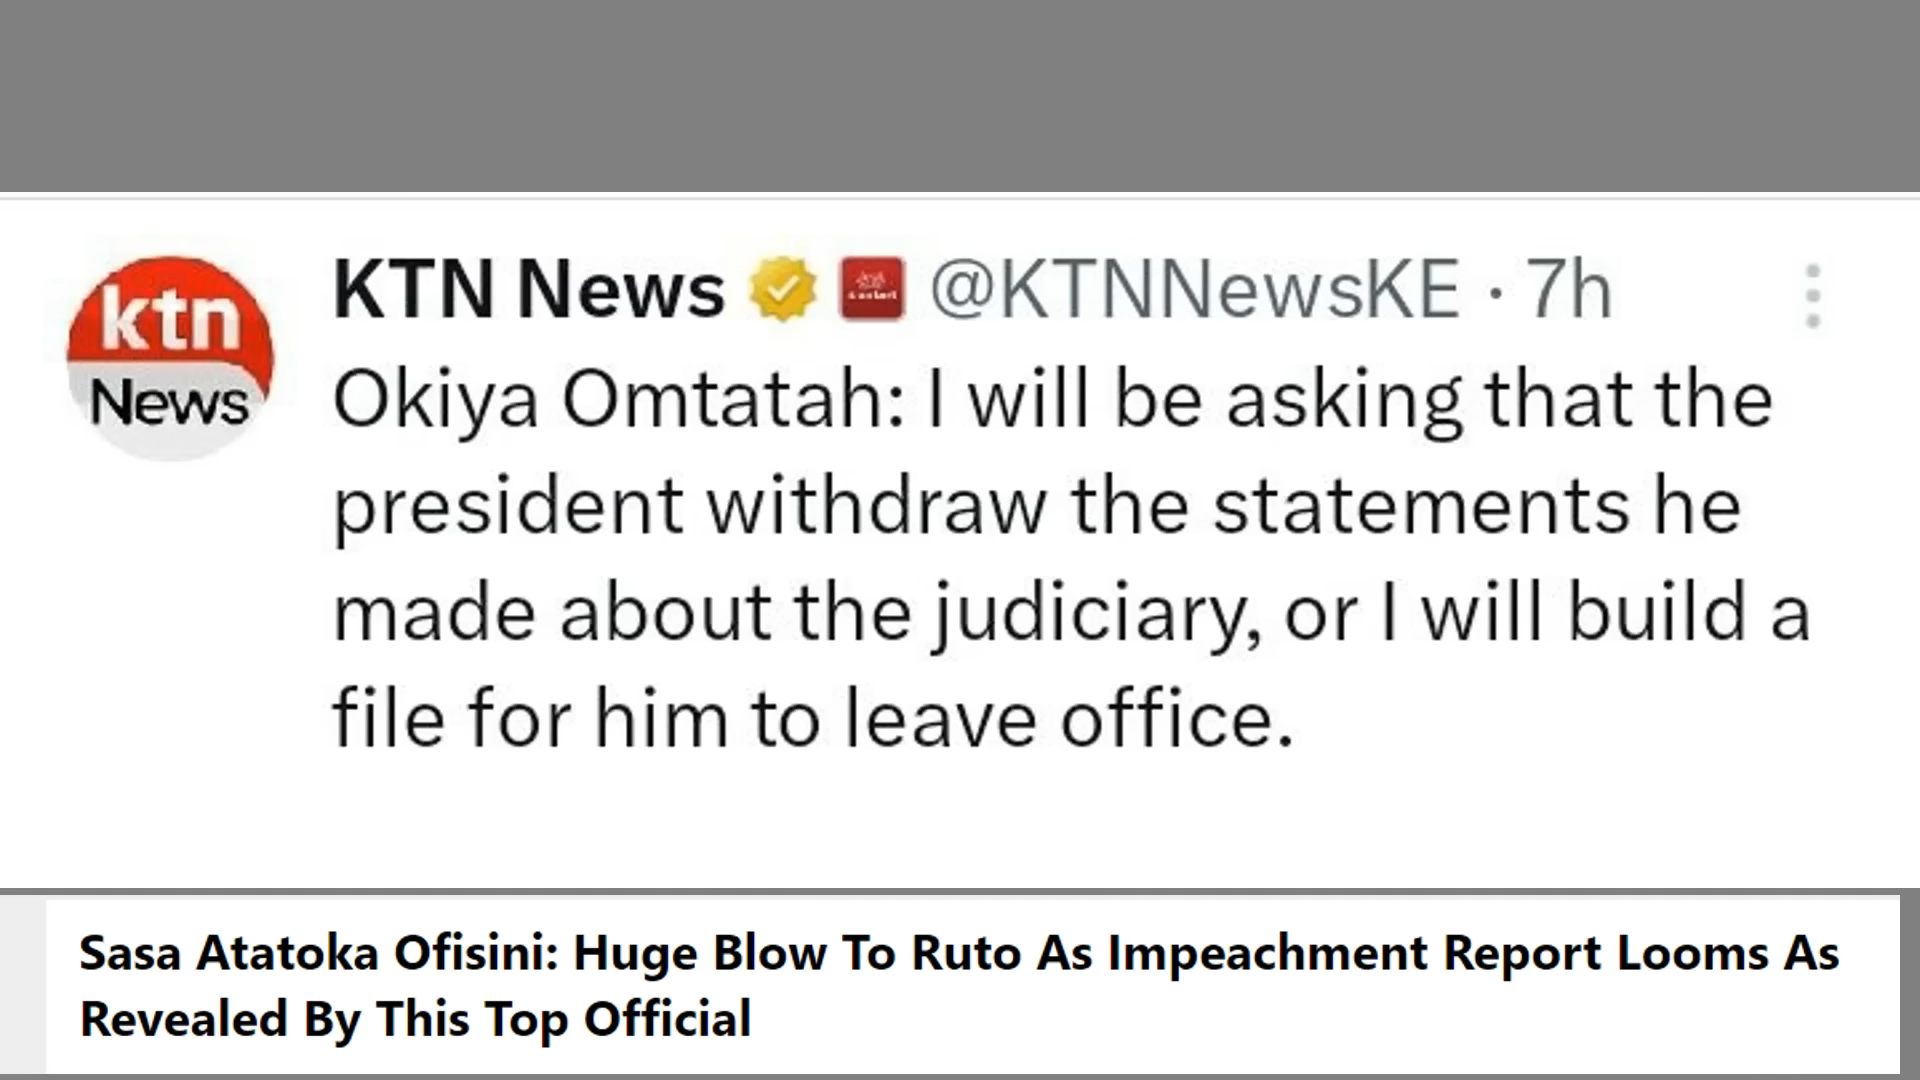 ktn
News
KTN News @KTNNewsKE · 7h
Okiya Omtatah: I will be asking that the
president withdraw the statements he
made about the judiciary, or I will build a
file for him to leave office.
Sasa Atatoka Ofisini: Huge Blow To Ruto As Impeachment Report Looms As
Revealed By This Top Official